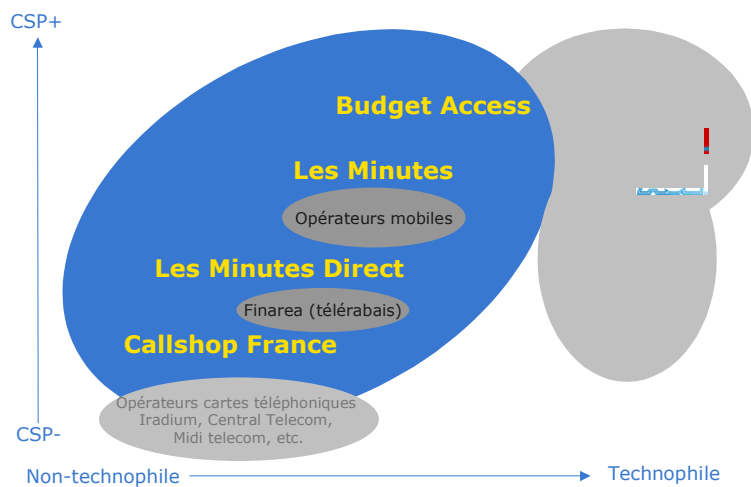 CSP+
Budget Access
Les Minutes
Opérateurs mobiles
Les Minutes Direct
Finarea (télérabais)
Callshop France
Opérateurs cartes téléphoniques
Iradium, Central Telecom,
Midi telecom, etc.
CSP-
Non-technophile
Technophile